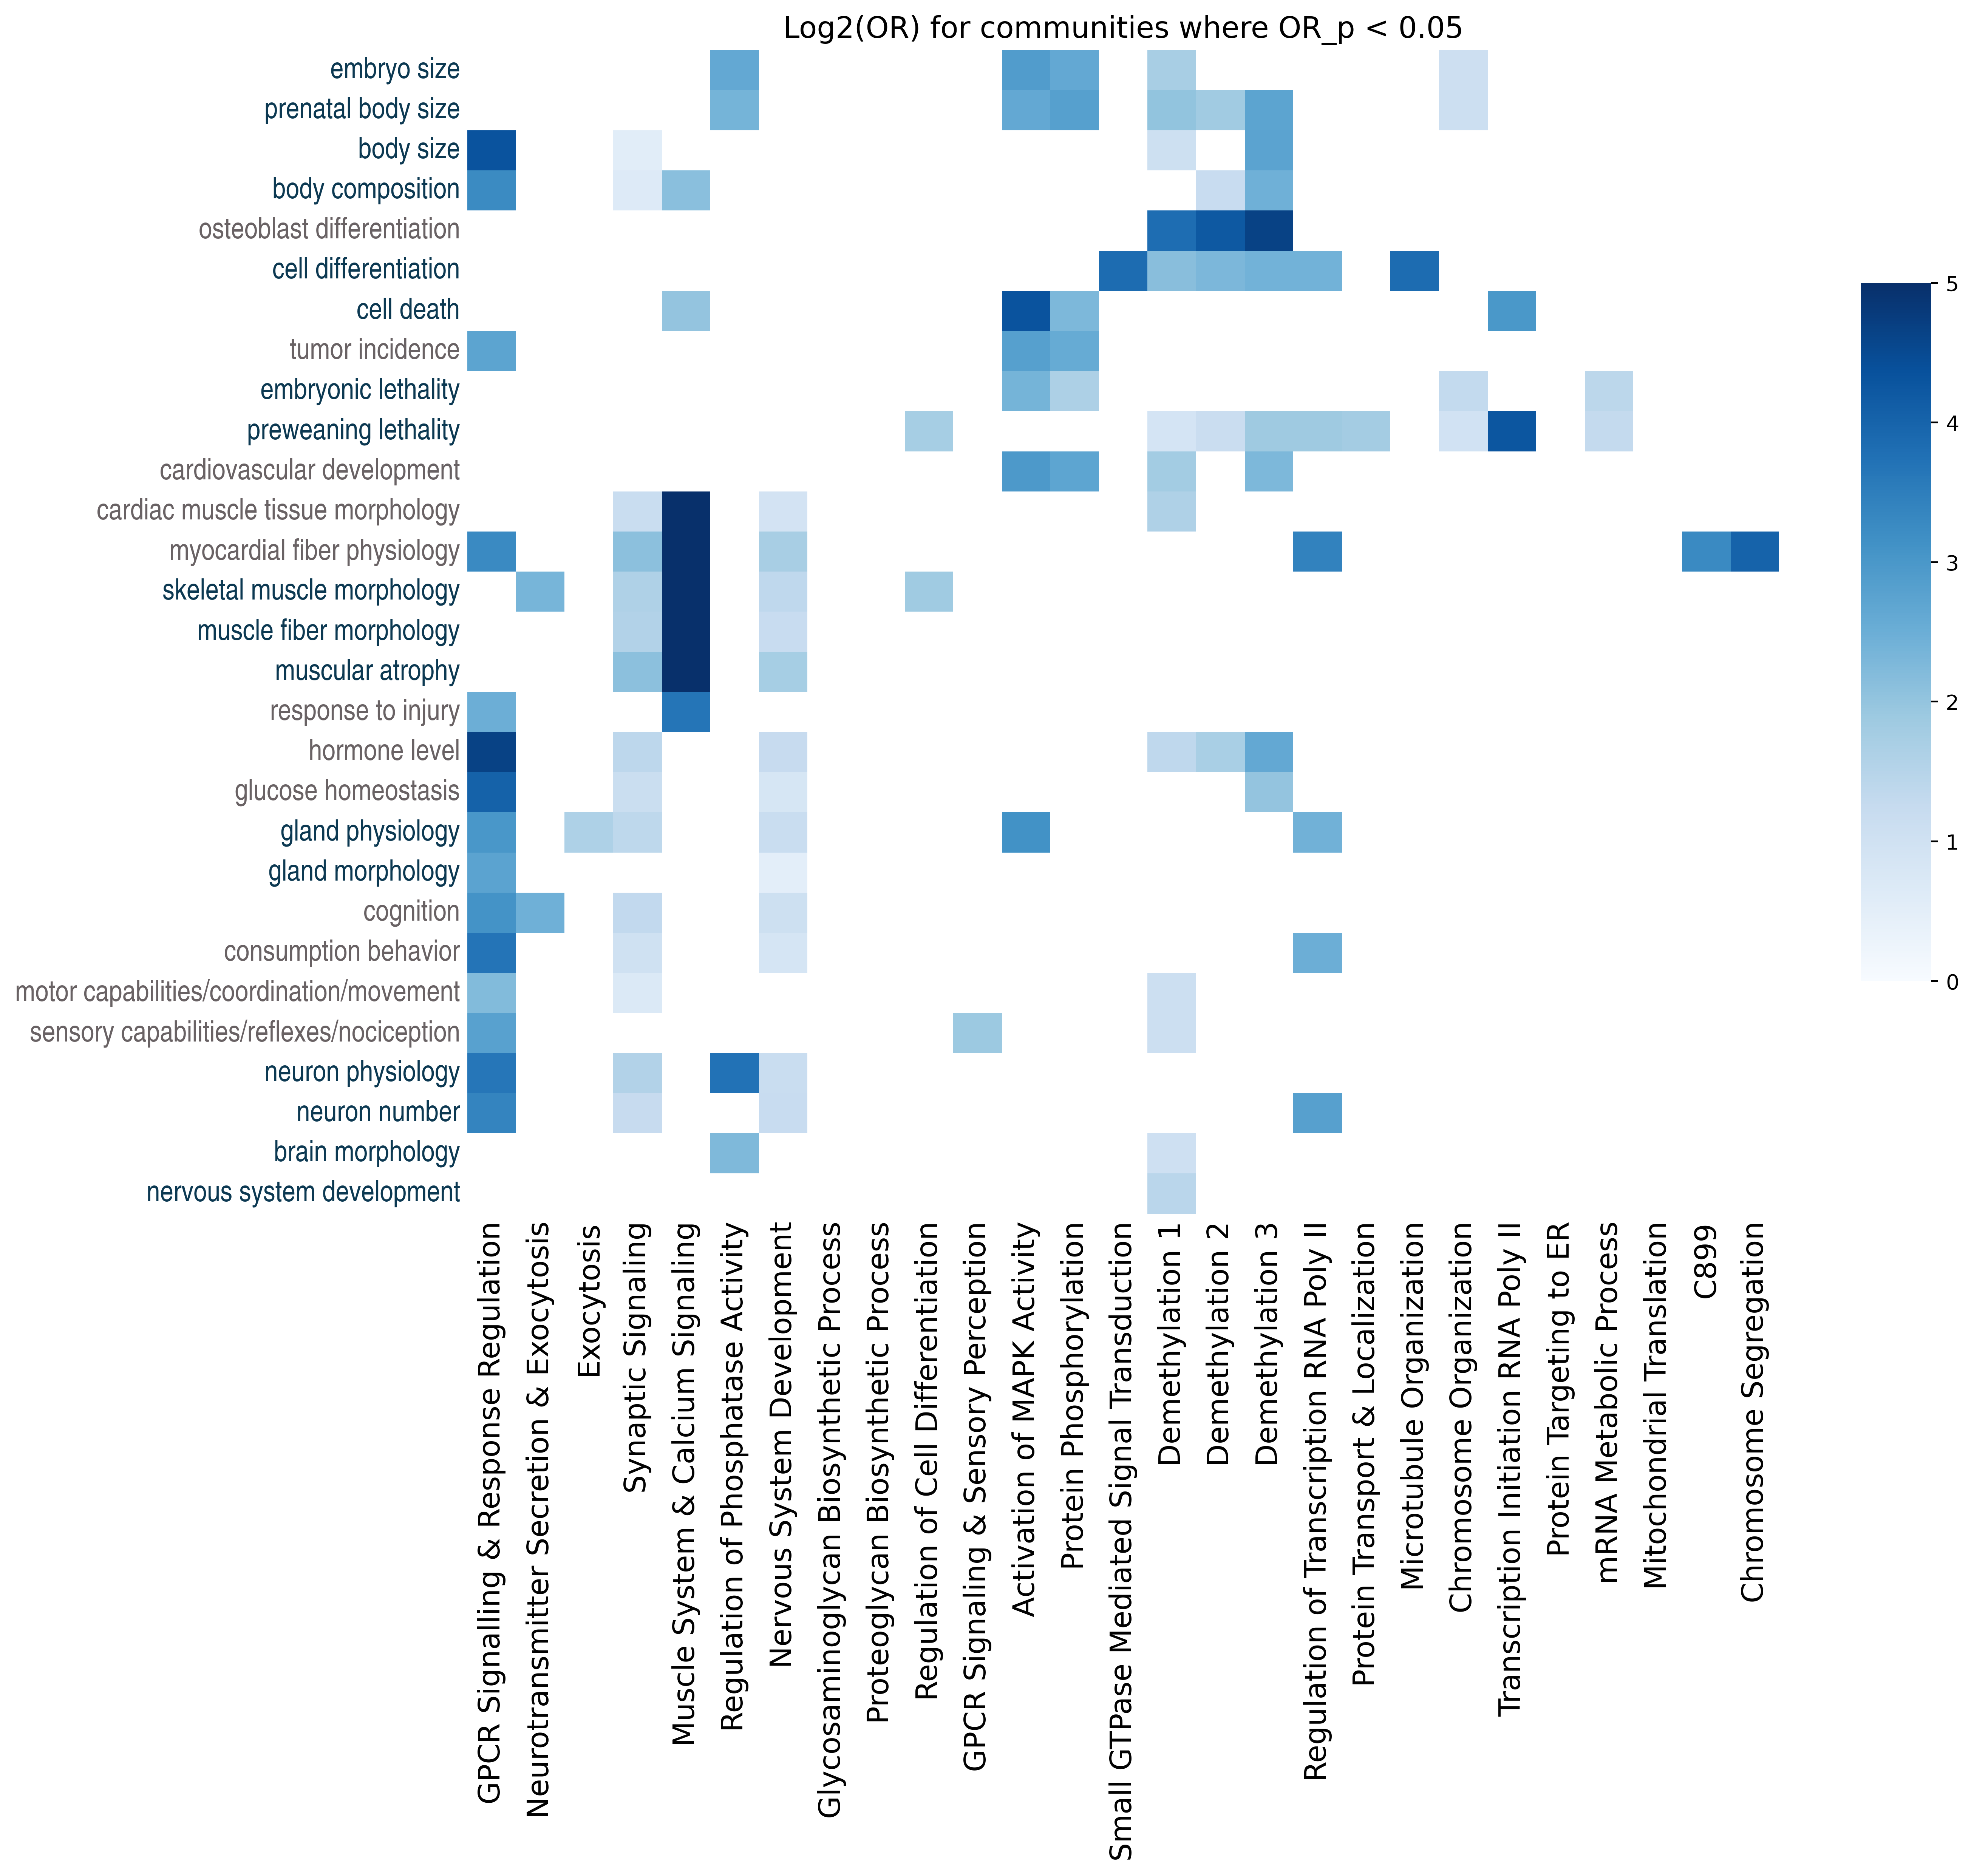 Log2(OR) for communities where OR_p < 0.05
embryo size
prenatal body size
body size
body composition
osteoblast differentiation
cell differentiation
cell death
tumor incidence
embryonic lethality
preweaning lethality
cardiovascular development
cardiac muscle tissue morphology
myocardial fiber physiology
skeletal muscle morphology
muscle fiber morphology
muscular atrophy
response to injury
hormone level
glucose homeostasis
gland physiology
gland morphology
cognition
consumption behavior
motor capabilities/coordination/movement
sensory capabilities/reflexes/nociception
neuron physiology
neuron number
brain morphology
nervous system development
5
4
3
2
1
0
GPCR Signalling & Response Regulation
Neurotransmitter Secretion & Exocytosis
Exocytosis
Synaptic Signaling
Muscle System & Calcium Signaling
Regulation of Phosphatase Activity
Nervous System Development
Glycosaminoglycan Biosynthetic Process
Proteoglycan Biosynthetic Process
Regulation of Cell Differentiation
GPCR Signaling & Sensory Perception
Activation of MAPK Activity
Protein Phosphorylation
Small GTPase Mediated Signal Transduction
Demethylation 1
Demethylation 2
Demethylation 3
Regulation of Transcription RNA Poly II
Protein Transport & Localization
Microtubule Organization
Chromosome Organization
Transcription Initiation RNA Poly II
Protein Targeting to ER
mRNA Metabolic Process
Mitochondrial Translation
C899
Chromosome Segregation